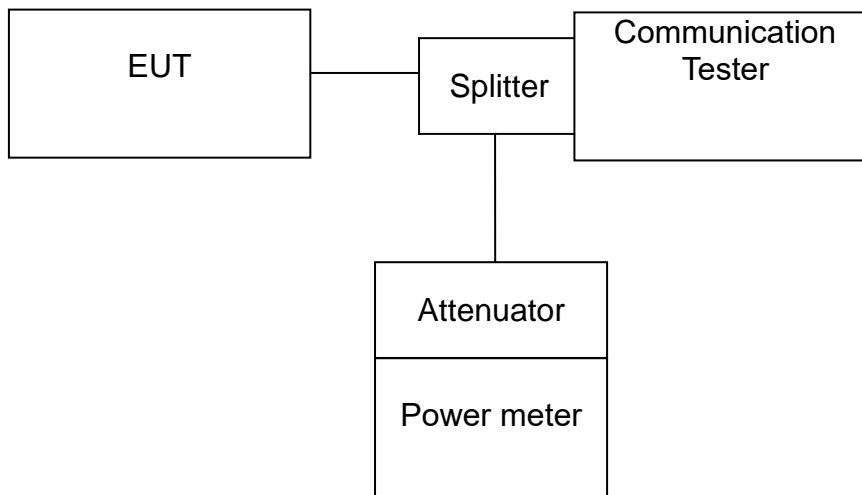 EUT
Splitter
Communication
Tester
Attenuator
Power meter